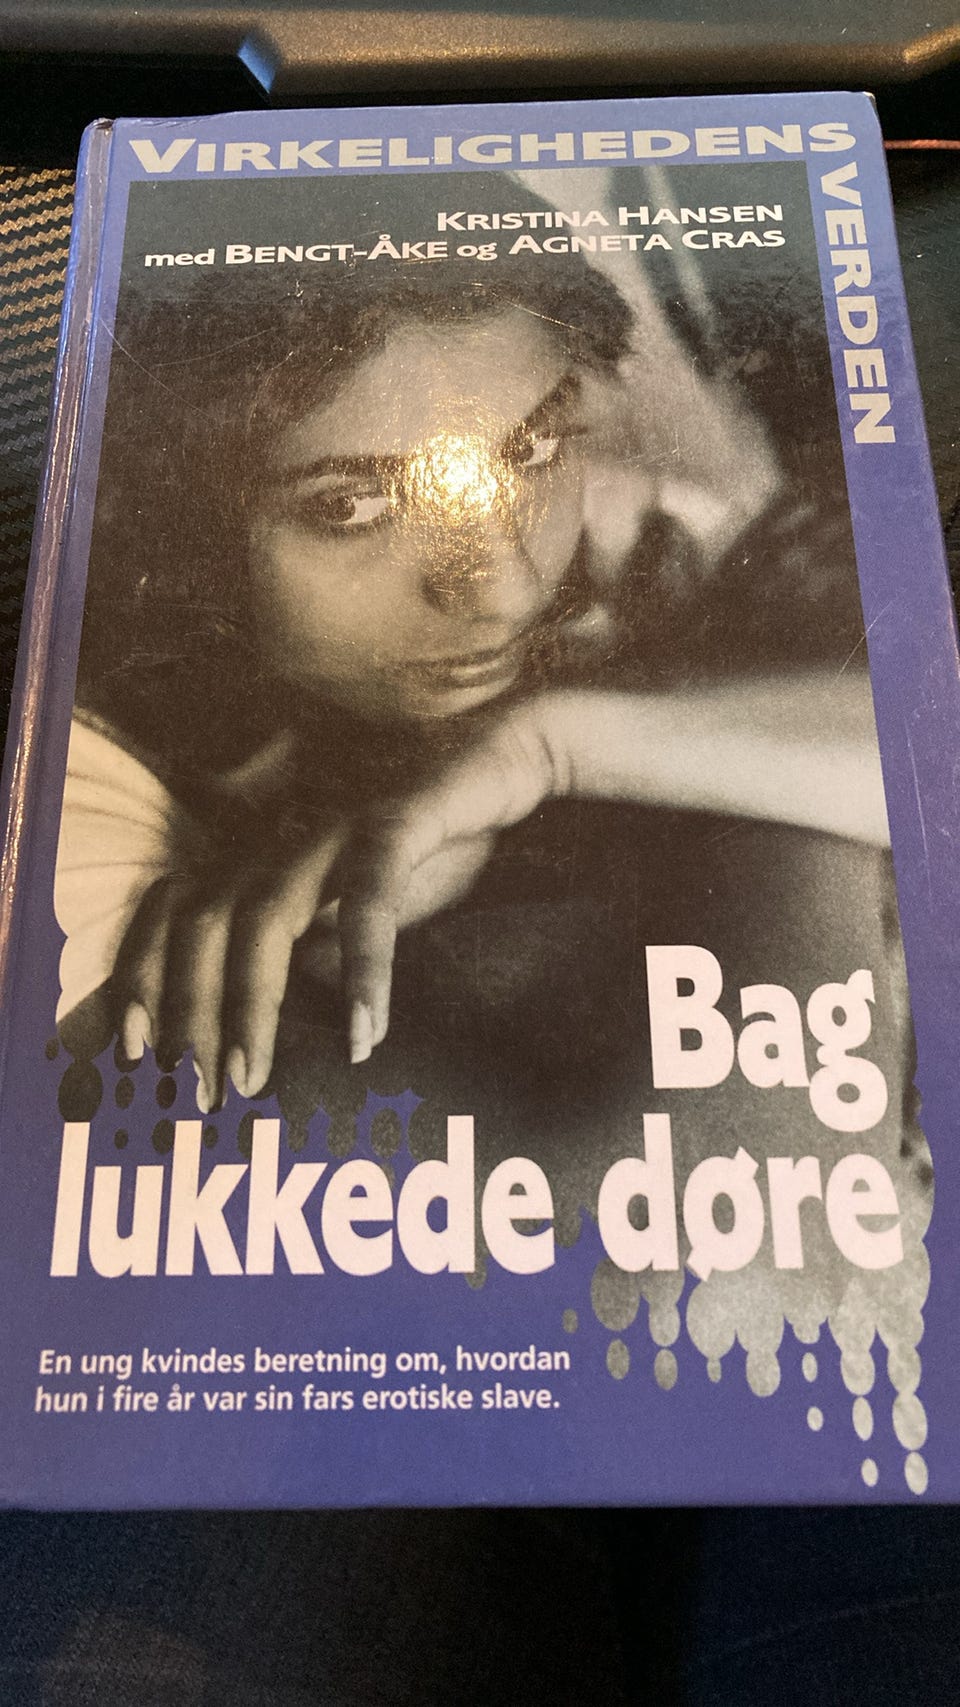 VIRKELIGHEDENS
VERDEN
KRISTINA HANSEN
med BENGT-ÅKE og AGNETA CRAS
Bag
lukkede døre
En ung kvindes beretning om, hvordan
hun i fire år var sin fars erotiske slave.